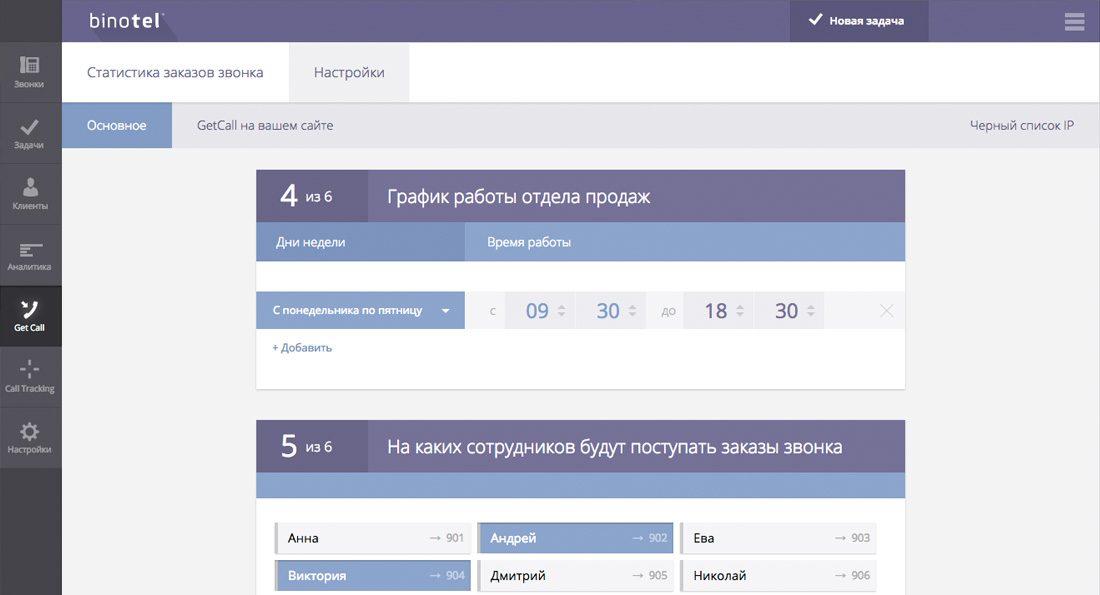 binotel
Новая задача
Звонки
Задачи
Клиенты
Аналитика
Get Call
Call Tracking
Настройки
Статистика заказов звонка
Настройки
Основное
GetCall на вашем сайте
Черный список IP
4 из 6
График работы отдела продаж
Дни недели
Время работы
С понедельника по пятницу
с 09 30 до 18 30
+ Добавить
5 из 6
На каких сотрудников будут поступать заказы звонка
Анна → 901
Андрей → 902
Ева → 903
Виктория → 904
Дмитрий → 905
Николай → 906